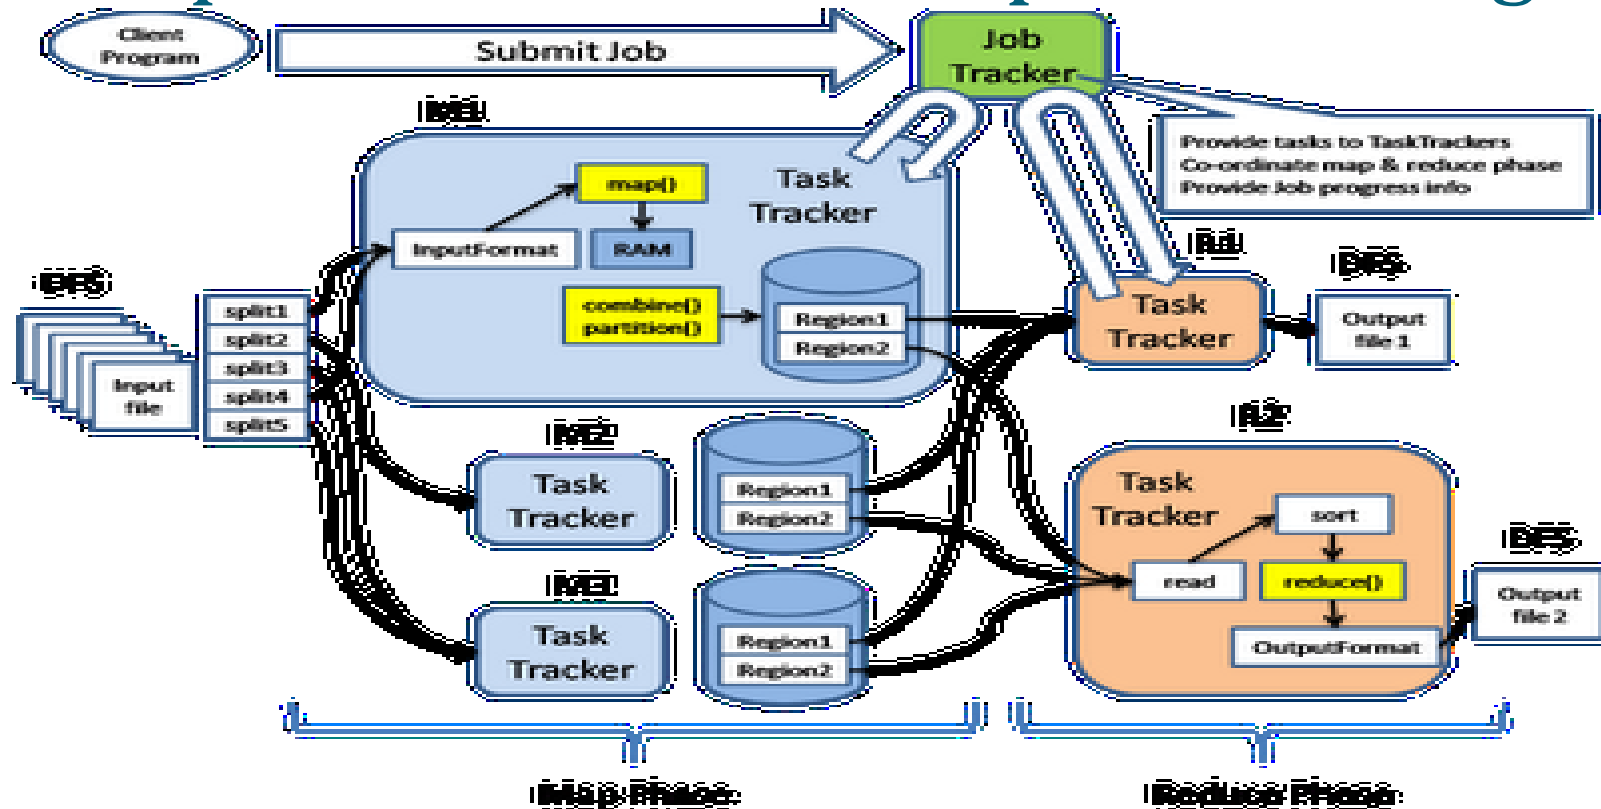 Client
Program
Submit Job
Job
Tracker
Provide tasks to TaskTrackers
Co-ordinate map & reduce phase
Provide Job progress info
M1
Task
Tracker
map()
InputFormat
RAM
combine()
partition()
Region1
Region2
DFS
Input
file
split1
split2
split3
split4
split5
M2
Task
Tracker
Region1
Region2
M3
Task
Tracker
Region1
Region2
R1
Task
Tracker
DFS
Output
file 1
R2
Task
Tracker
sort
read
reduce()
OutputFormat
DFS
Output
file 2
Map Phase
Reduce Phase